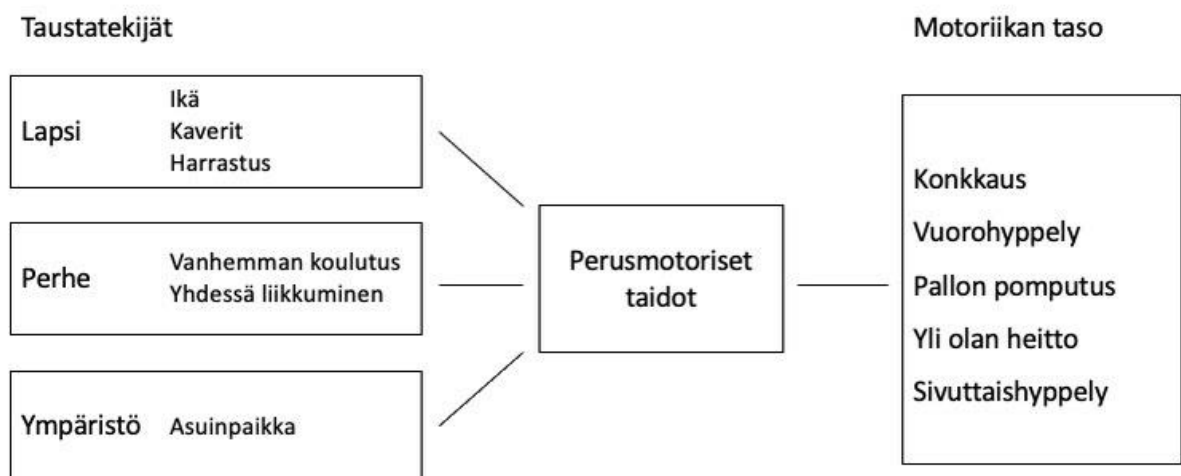 Taustatekijät
Motoriikan taso
Lapsi
Ikä
Kaverit
Harrastus
Perhe
Vanhemman koulutus
Yhdessä liikkuminen
Ympäristö
Asuinpaikka
Perusmotoriset
taidot
Konkkaus
Vuorohyppely
Pallon pomputus
Yli olan heitto
Sivuttaishyppely